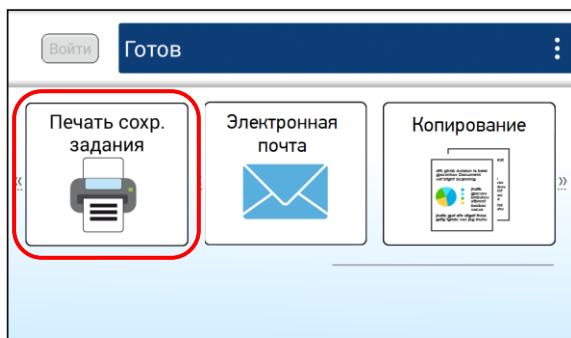 Войти
Готов
Печать сохр.
задания
Электронная
почта
Копирование
«
»